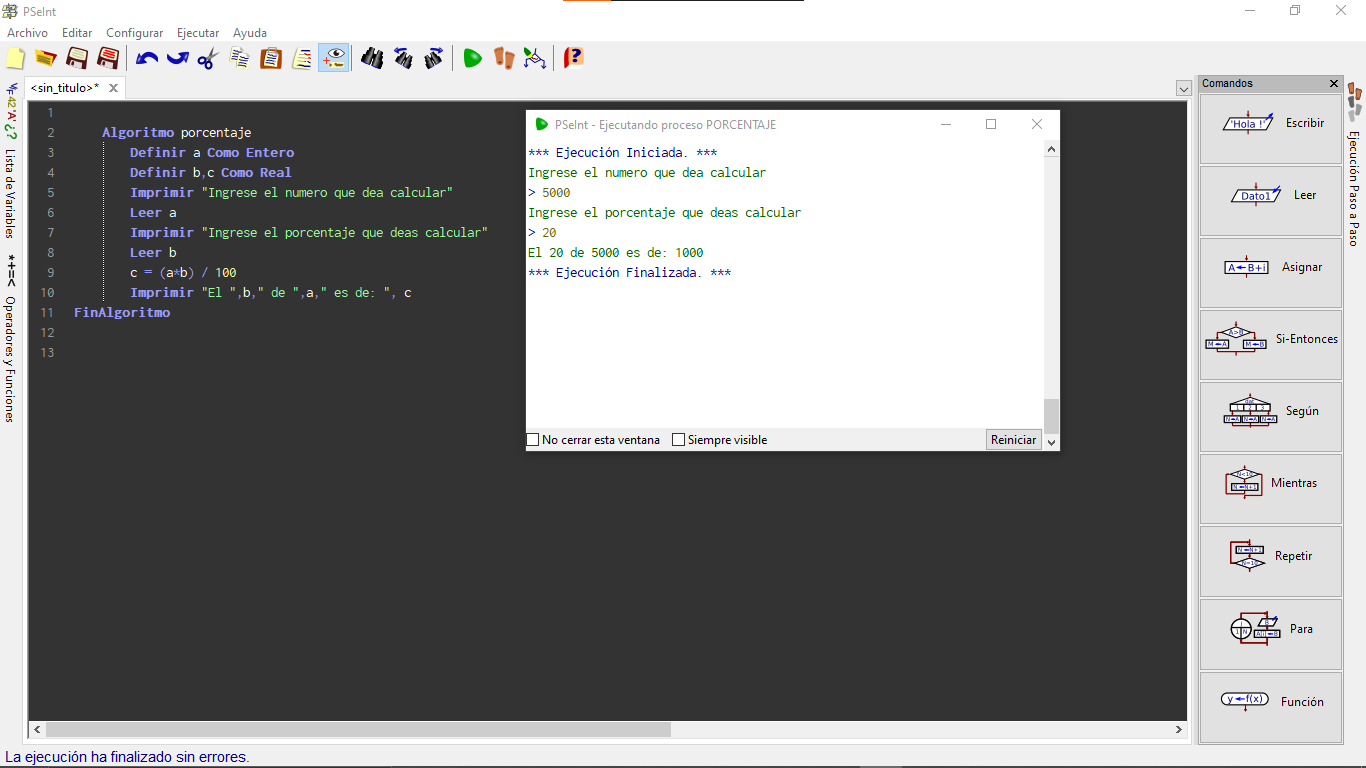 PSeInt
Archivo Editar Configurar Ejecutar Ayuda
<sin_titulo>*
Lista de Variables
*+=<
Operadores y Funciones
1
2 Algoritmo porcentaje
3 Definir a Como Entero
4 Definir b,c Como Real
5 Imprimir "Ingrese el numero que dea calcular"
6 Leer a
7 Imprimir "Ingrese el porcentaje que deas calcular"
8 Leer b
9 c = (a*b) / 100
10 Imprimir "El ",b," de ",a," es de: ", c
11 FinAlgoritmo
12
13
PSeInt - Ejecutando proceso PORCENTAJE
*** Ejecución Iniciada. ***
Ingrese el numero que dea calcular
> 5000
Ingrese el porcentaje que deas calcular
> 20
El 20 de 5000 es de: 1000
*** Ejecución Finalizada. ***
No cerrar esta ventana Siempre visible Reiniciar
Comandos
'Hola !' Escribir
Dato1 Leer
A←B+i Asignar
A>B M←A M←B Si-Entonces
Según
Mientras
Repetir
Para
y←f(x) Función
Ejecución Paso a Paso
La ejecución ha finalizado sin errores.